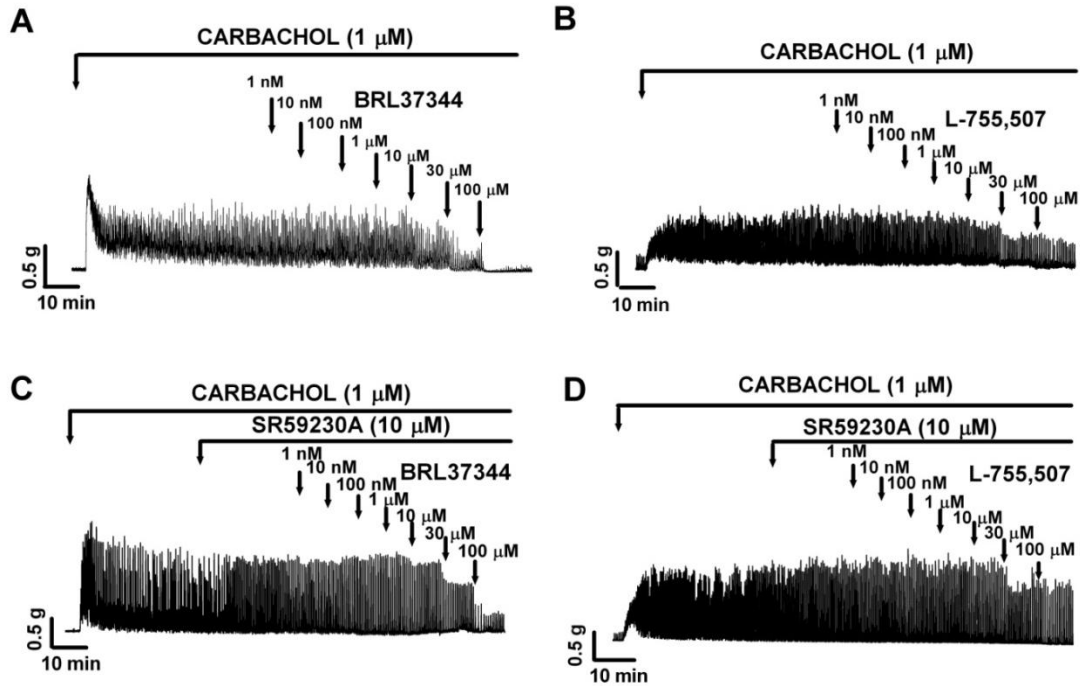 A
CARBACHOL (1 μM)
1 nM
10 nM
BRL37344
100 nM
1 μM
10 μM
30 μM
100 μM
0.5 g
10 min
B
CARBACHOL (1 μM)
1 nM
10 nM
L-755,507
100 nM
1 μM
10 μM
30 μM
100 μM
0.5 g
10 min
C
CARBACHOL (1 μM)
SR59230A (10 μM)
1 nM
10 nM
BRL37344
100 nM
1 μM
10 μM
30 μM
100 μM
0.5 g
10 min
D
CARBACHOL (1 μM)
SR59230A (10 μM)
1 nM
10 nM
L-755,507
100 nM
1 μM
10 μM
30 μM
100 μM
0.5 g
10 min